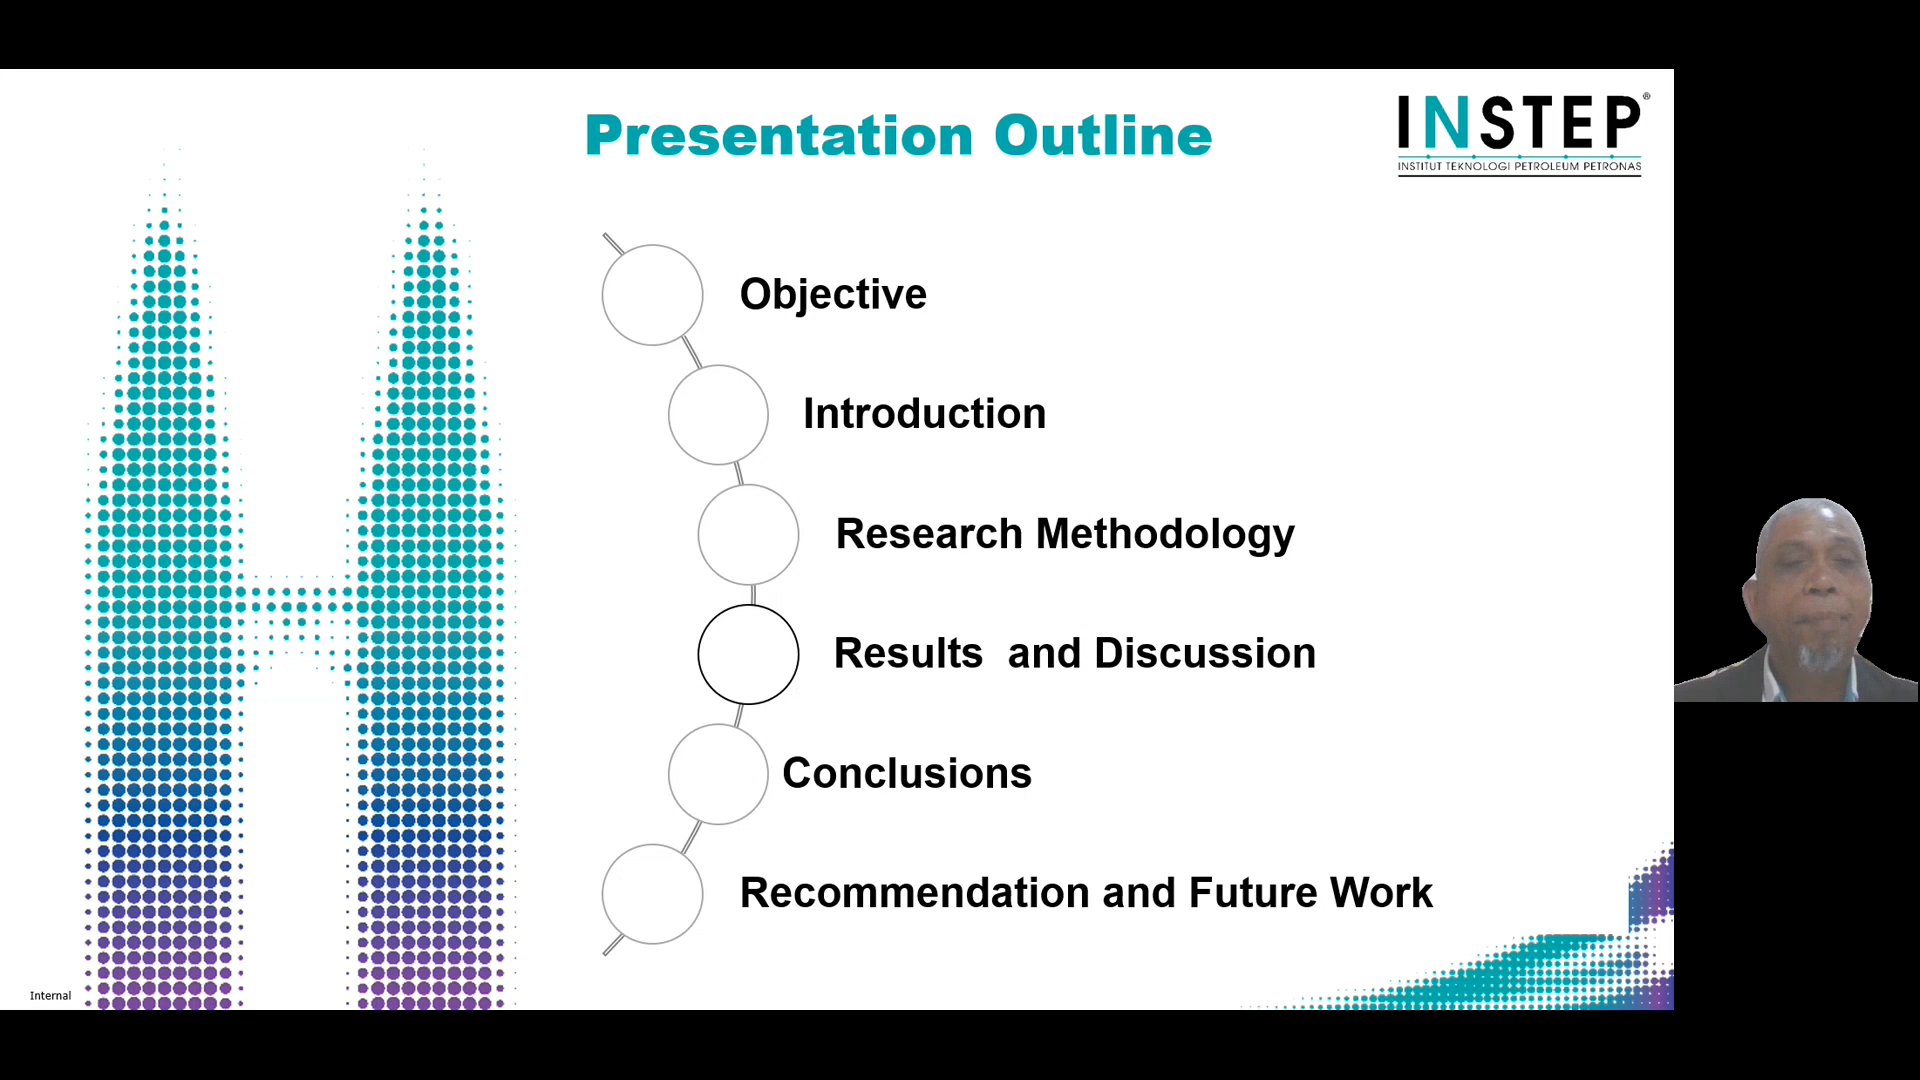 Presentation Outline
INSTEP®
INSTITUT TEKNOLOGI PETROLEUM PETRONAS
Objective
Introduction
Research Methodology
Results  and Discussion
Conclusions
Recommendation and Future Work
Internal